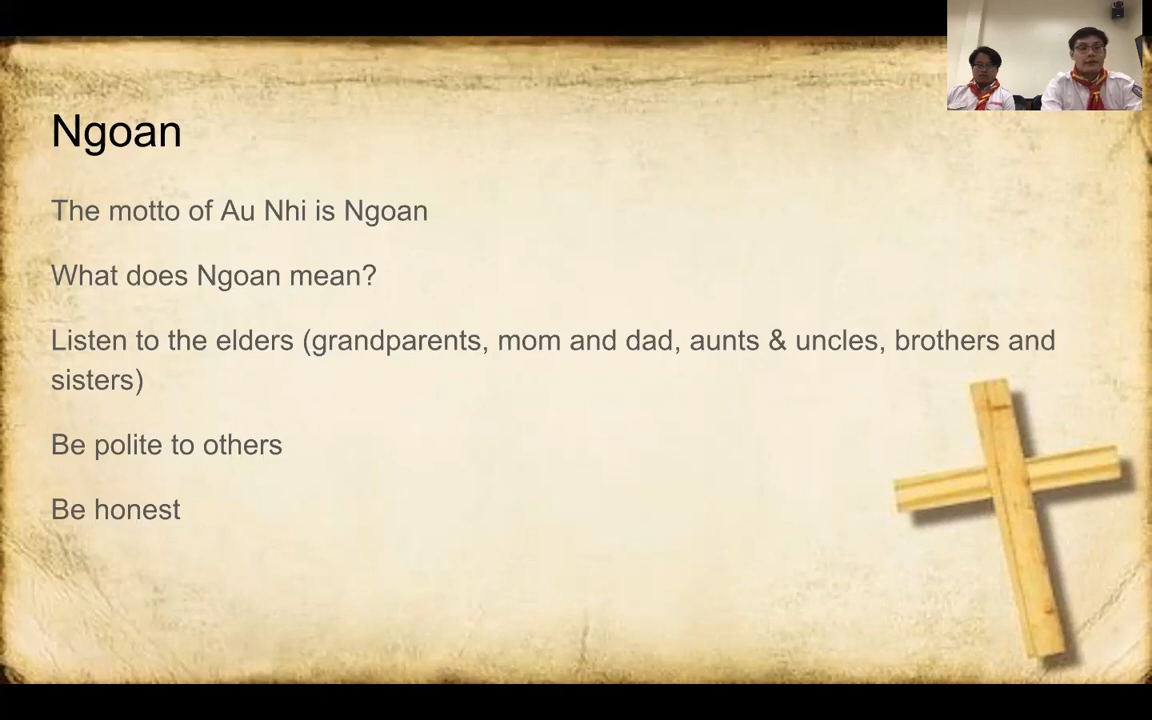 Ngoan
The motto of Au Nhi is Ngoan
What does Ngoan mean?
Listen to the elders (grandparents, mom and dad, aunts & uncles, brothers and
sisters)
Be polite to others
Be honest